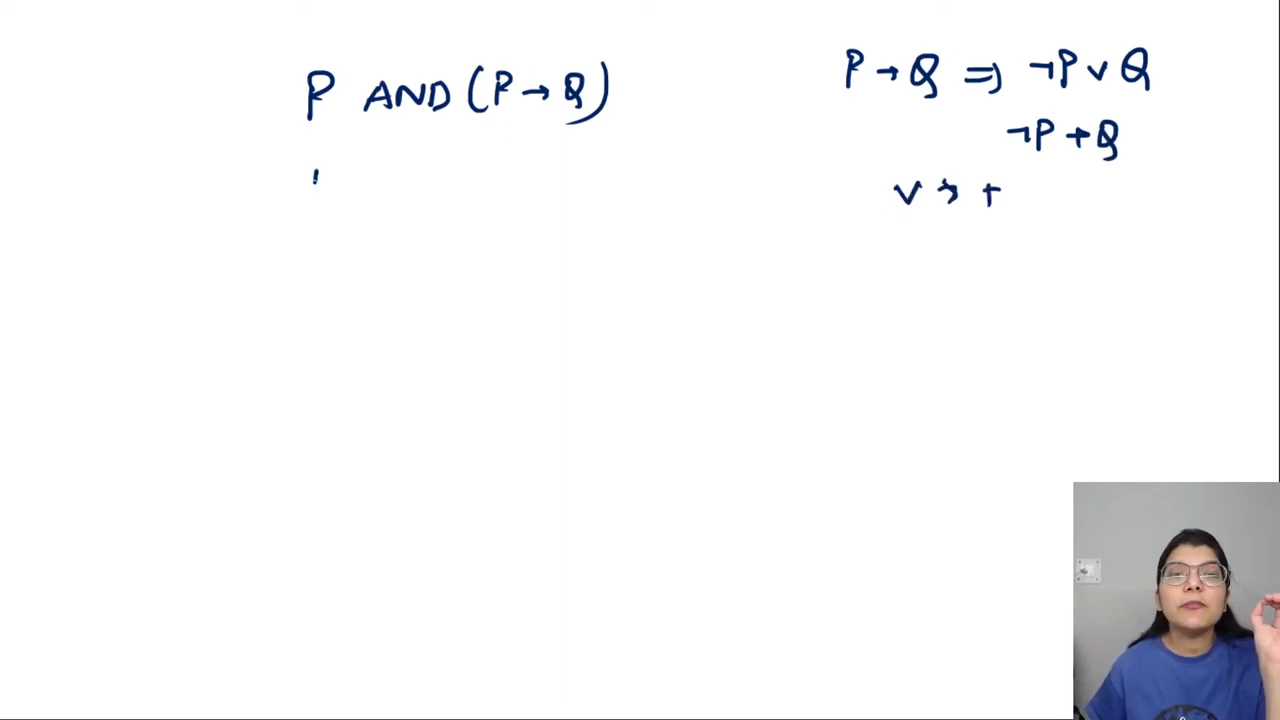 P AND (P → Q)
P → Q ⇒ ¬P ∨ Q
¬P + Q
∨ → +